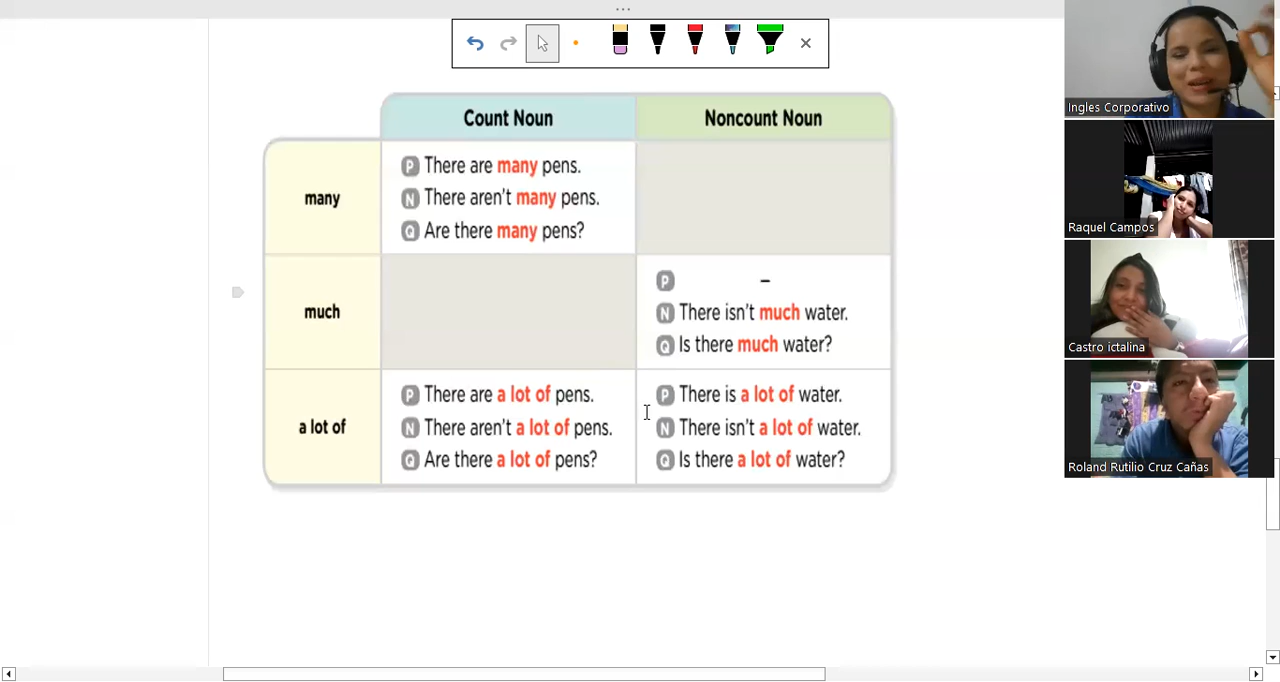 Count Noun
Noncount Noun
many
P There are many pens.
N There aren't many pens.
Q Are there many pens?
much
P –
N There isn't much water.
Q Is there much water?
a lot of
P There are a lot of pens.
N There aren't a lot of pens.
Q Are there a lot of pens?
P There is a lot of water.
N There isn't a lot of water.
Q Is there a lot of water?
Ingles Corporativo
Raquel Campos
Castro ictalina
Roland Rutilio Cruz Cañas